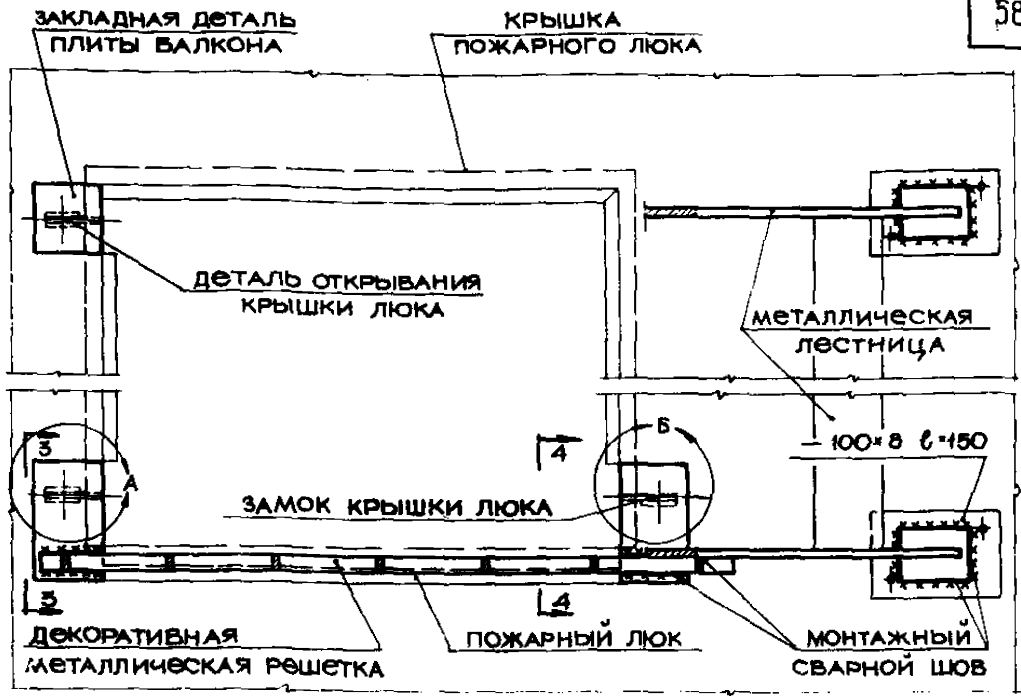 58
ЗАКЛАДНАЯ ДЕТАЛЬ
ПЛИТЫ БАЛКОНА
КРЫШКА
ПОЖАРНОГО ЛЮКА
ДЕТАЛЬ ОТКРЫВАНИЯ
КРЫШКИ ЛЮКА
МЕТАЛЛИЧЕСКАЯ
ЛЕСТНИЦА
3
А
4
Б
— 100×8 ℓ=150
ЗАМОК КРЫШКИ ЛЮКА
3
4
ДЕКОРАТИВНАЯ
МЕТАЛЛИЧЕСКАЯ РЕШЕТКА
ПОЖАРНЫЙ ЛЮК
МОНТАЖНЫЙ
СВАРНОЙ ШОВ